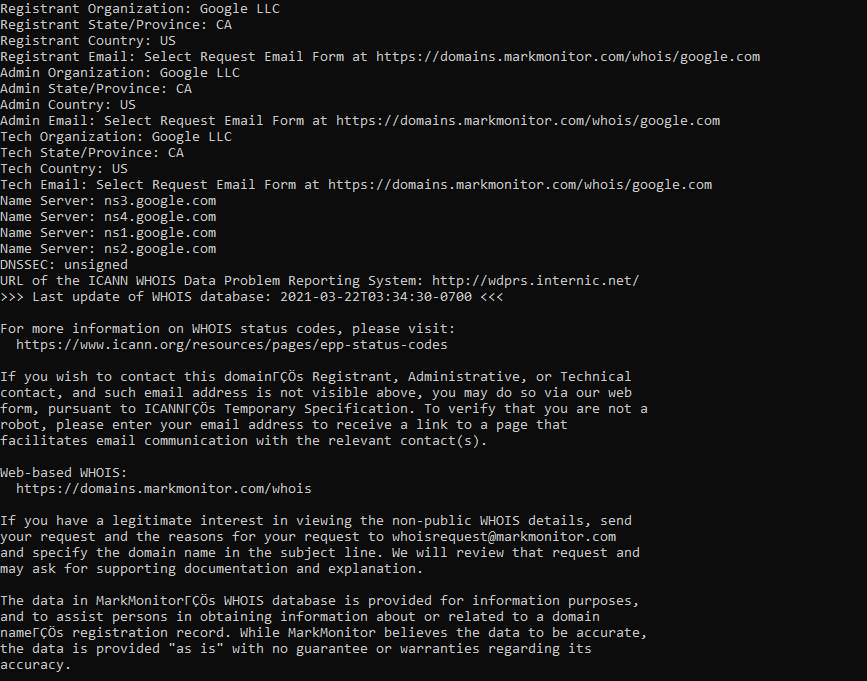 Registrant Organization: Google LLC
Registrant State/Province: CA
Registrant Country: US
Registrant Email: Select Request Email Form at https://domains.markmonitor.com/whois/google.com
Admin Organization: Google LLC
Admin State/Province: CA
Admin Country: US
Admin Email: Select Request Email Form at https://domains.markmonitor.com/whois/google.com
Tech Organization: Google LLC
Tech State/Province: CA
Tech Country: US
Tech Email: Select Request Email Form at https://domains.markmonitor.com/whois/google.com
Name Server: ns3.google.com
Name Server: ns4.google.com
Name Server: ns1.google.com
Name Server: ns2.google.com
DNSSEC: unsigned
URL of the ICANN WHOIS Data Problem Reporting System: http://wdprs.internic.net/
>>> Last update of WHOIS database: 2021-03-22T03:34:30-0700 <<<
For more information on WHOIS status codes, please visit:
https://www.icann.org/resources/pages/epp-status-codes
If you wish to contact this domainΓÇÖs Registrant, Administrative, or Technical
contact, and such email address is not visible above, you may do so via our web
form, pursuant to ICANNΓÇÖs Temporary Specification. To verify that you are not a
robot, please enter your email address to receive a link to a page that
facilitates email communication with the relevant contact(s).
Web-based WHOIS:
https://domains.markmonitor.com/whois
If you have a legitimate interest in viewing the non-public WHOIS details, send
your request and the reasons for your request to whoisrequest@markmonitor.com
and specify the domain name in the subject line. We will review that request and
may ask for supporting documentation and explanation.
The data in MarkMonitorΓÇÖs WHOIS database is provided for information purposes,
and to assist persons in obtaining information about or related to a domain
nameΓÇÖs registration record. While MarkMonitor believes the data to be accurate,
the data is provided "as is" with no guarantee or warranties regarding its
accuracy.